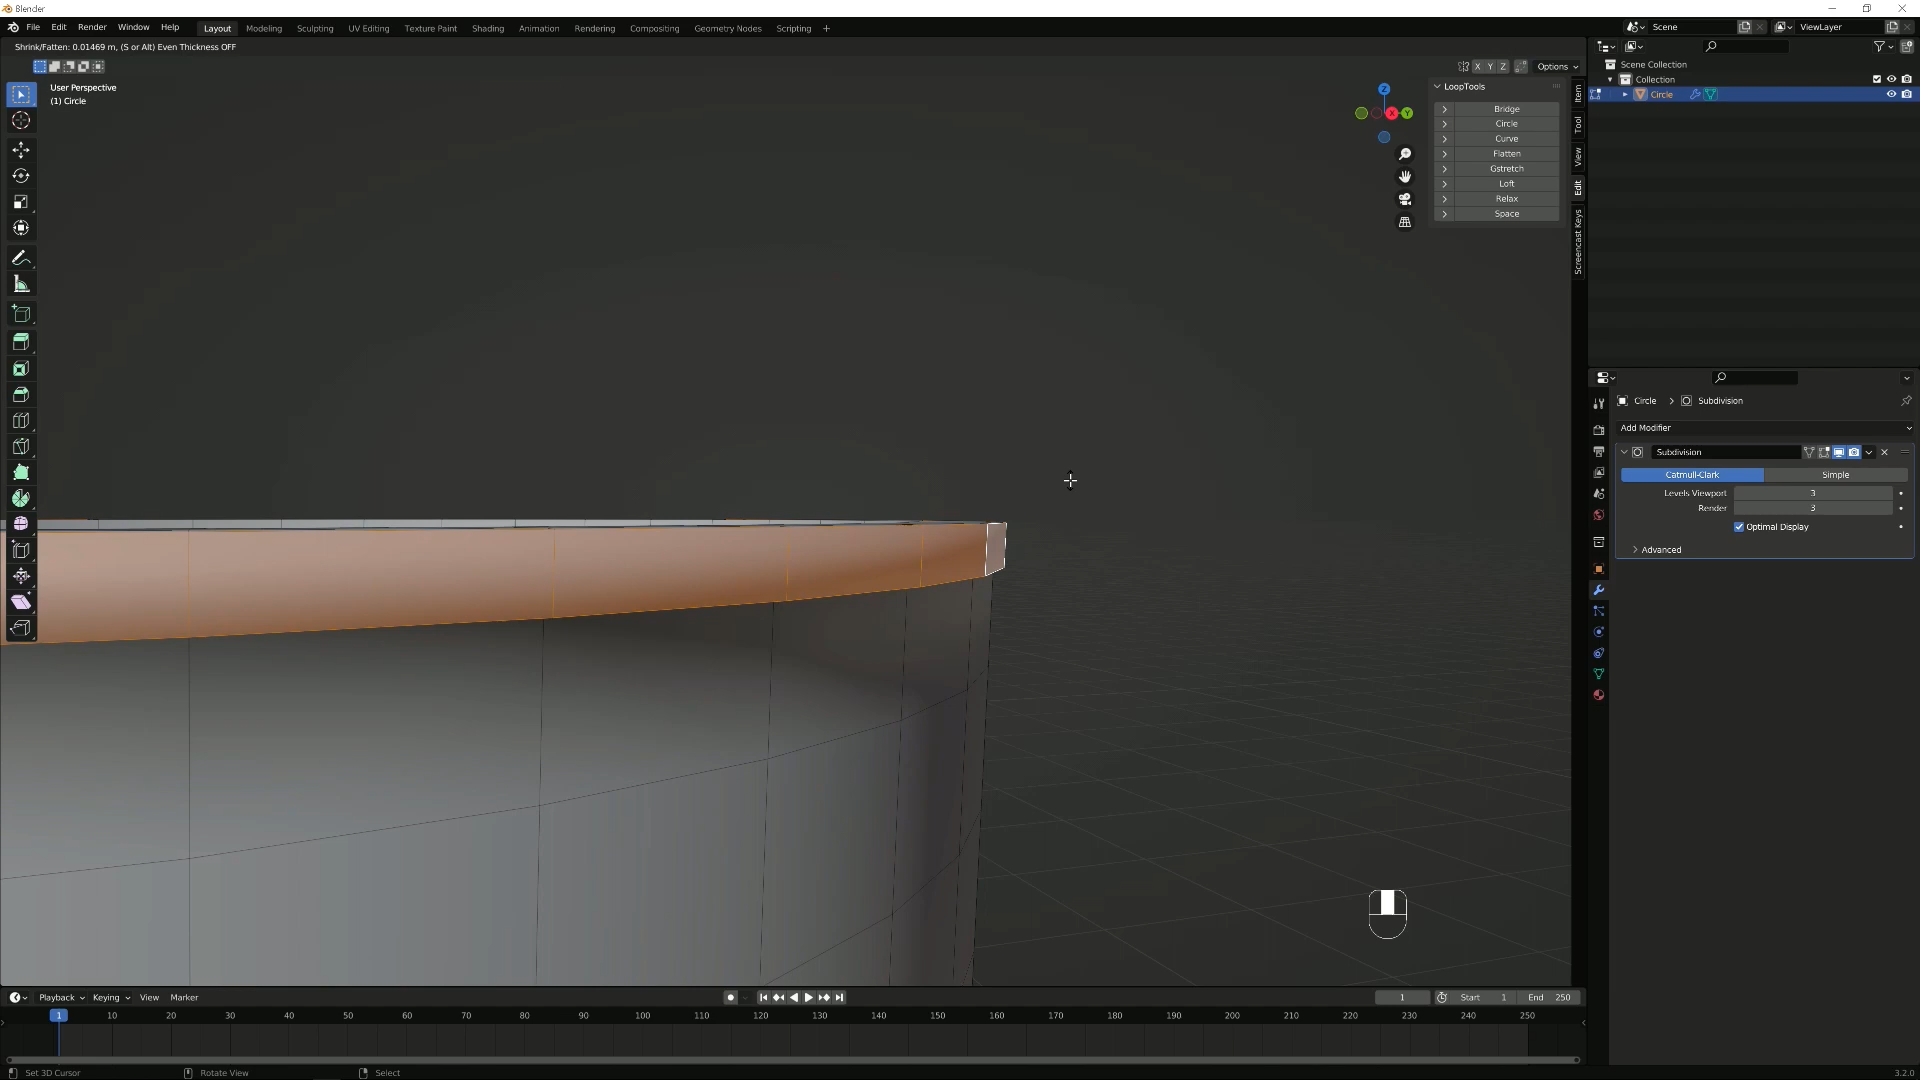 Blender
File Edit Render Window Help Layout Modeling Sculpting UV Editing Texture Paint Shading Animation Rendering Compositing Geometry Nodes Scripting + Scene ViewLayer
Shrink/Fatten: 0.01469 m, (S or Alt) Even Thickness OFF
X Y Z Options
User Perspective
(1) Circle
Z
X Y
LoopTools
Bridge
Circle
Curve
Flatten
Gstretch
Loft
Relax
Space
Item
Tool
View
Edit
Screencast Keys
Scene Collection
Collection
Circle
Circle > Subdivision
Add Modifier
Subdivision
Catmull-Clark Simple
Levels Viewport 3
Render 3
Optimal Display
Advanced
Playback Keying View Marker 1 Start 1 End 250
1 10 20 30 40 50 60 70 80 90 100 110 120 130 140 150 160 170 180 190 200 210 220 230 240 250
Set 3D Cursor Rotate View Select 3.2.0